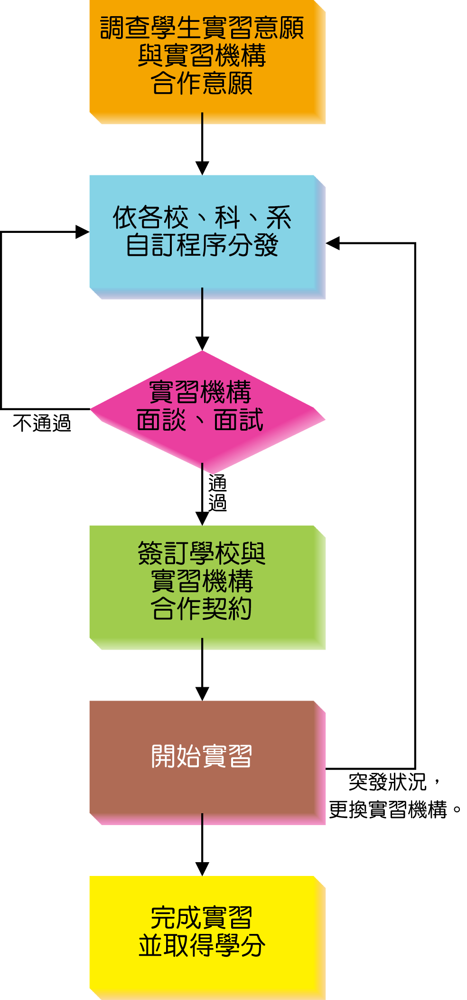 調查學生實習意願
與實習機構
合作意願
依各校、科、系
自訂程序分發
實習機構
面談、面試
不通過
通
過
簽訂學校與
實習機構
合作契約
開始實習
突發狀況，
更換實習機構。
完成實習
並取得學分